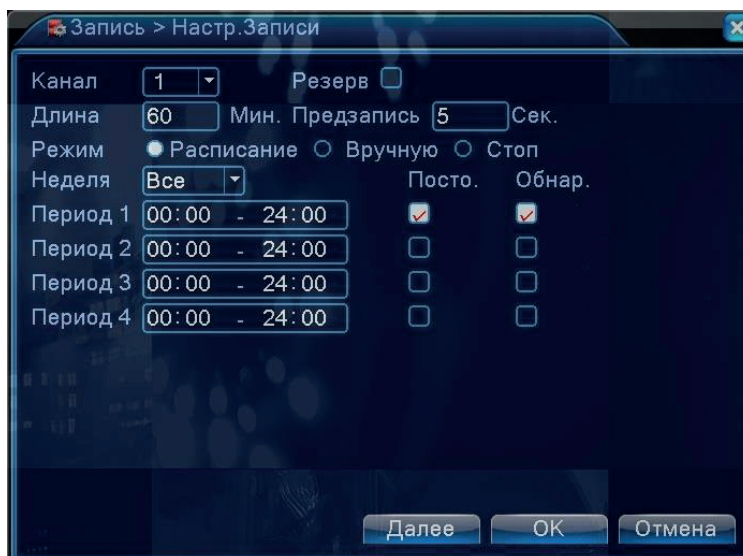 Запись > Настр.Записи
Канал 1 Резерв
Длина 60 Мин. Предзапись 5 Сек.
Режим Расписание Вручную Стоп
Неделя Все Посто. Обнар.
Период 1 00:00 - 24:00
Период 2 00:00 - 24:00
Период 3 00:00 - 24:00
Период 4 00:00 - 24:00
Далее OK Отмена